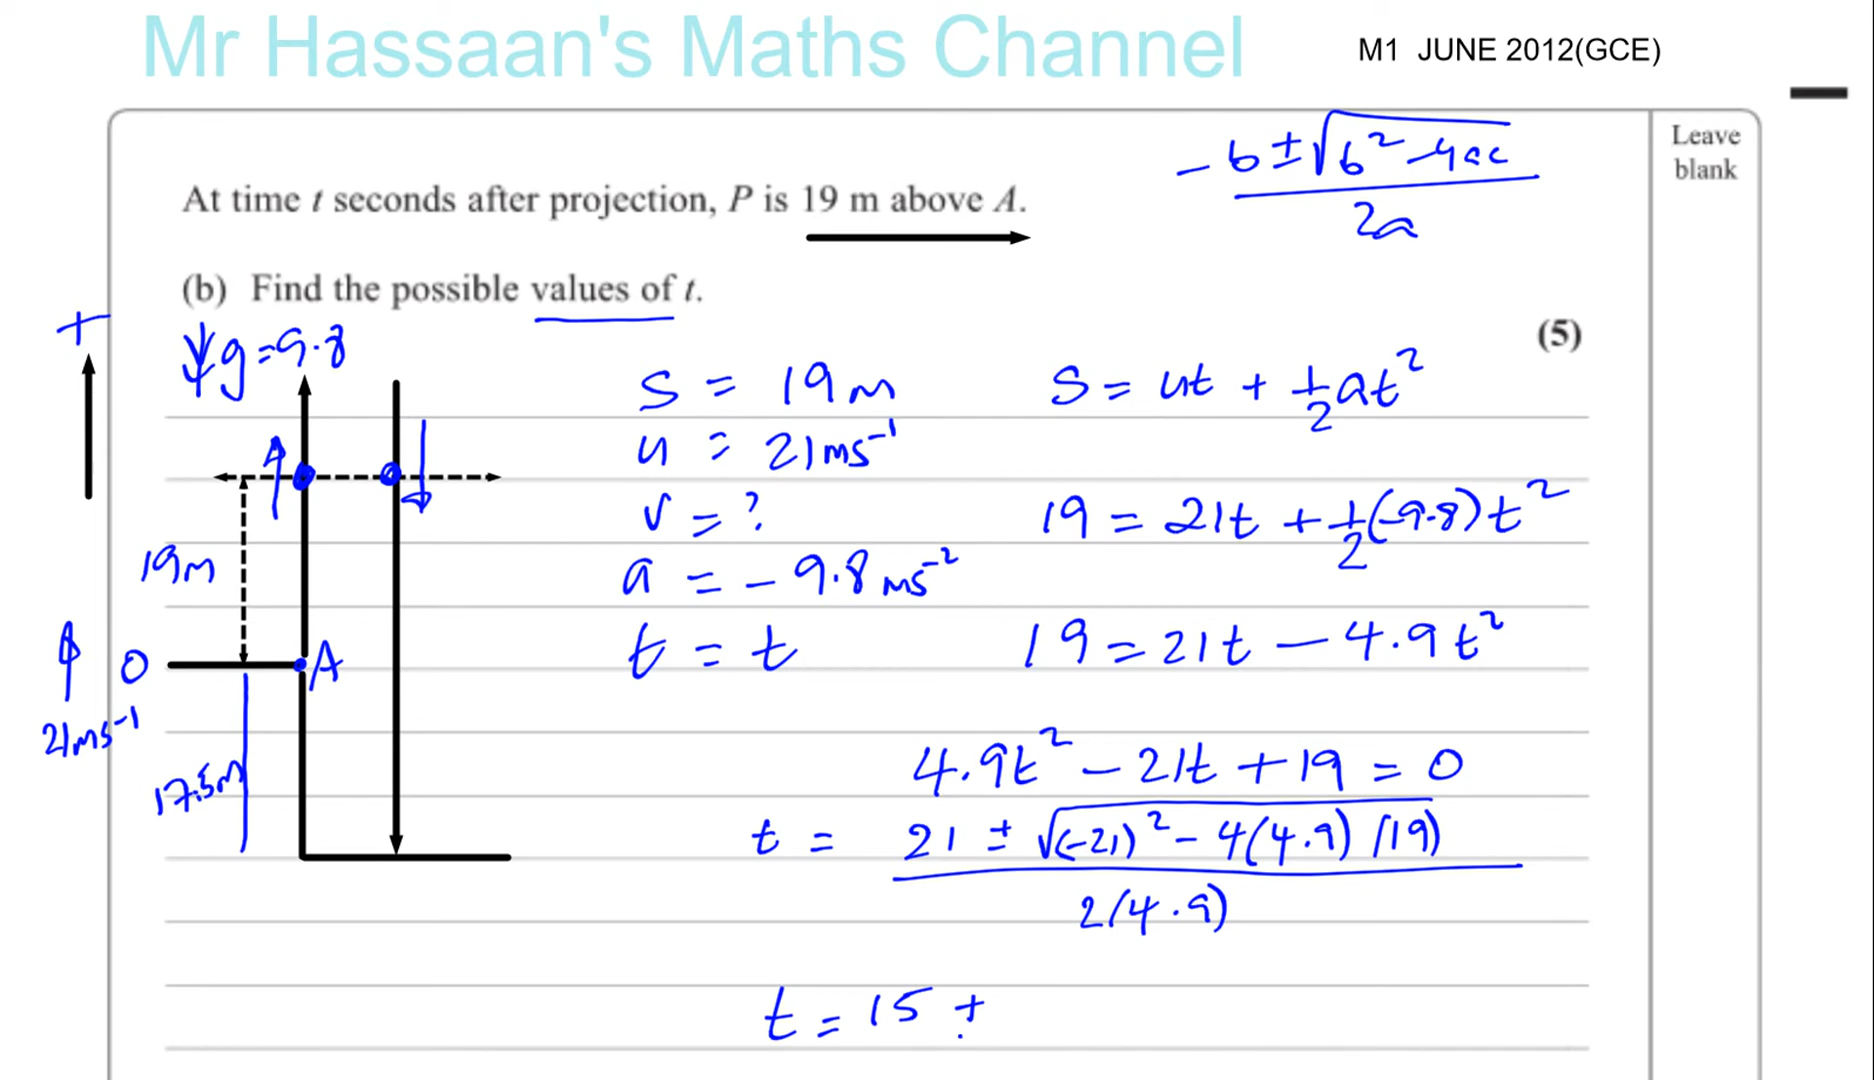 Mr Hassaan's Maths Channel
M1 JUNE 2012(GCE)
Leave
blank
-b±√b²-4ac
2a
At time t seconds after projection, P is 19 m above A.
(b) Find the possible values of t.
(5)
+
g=9.8
s = 19m
s = ut + 1/2at²
u = 21ms⁻¹
v = ?
19 = 21t + 1/2(-9.8)t²
19m
a = -9.8ms⁻²
t = t
19 = 21t - 4.9t²
0
A
21ms⁻¹
17.5m
4.9t² - 21t + 19 = 0
t = 21 ± √(-21)² - 4(4.9)(19)
2(4.9)
t = 15 ±